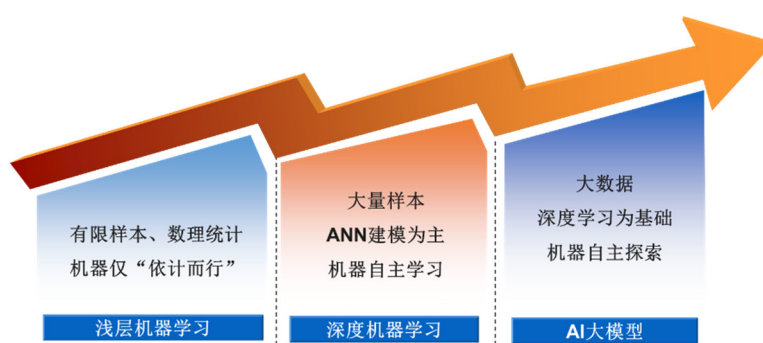 有限样本、数理统计
机器仅“依计而行”
浅层机器学习
大量样本
ANN建模为主
机器自主学习
深度机器学习
大数据
深度学习为基础
机器自主探索
AI大模型